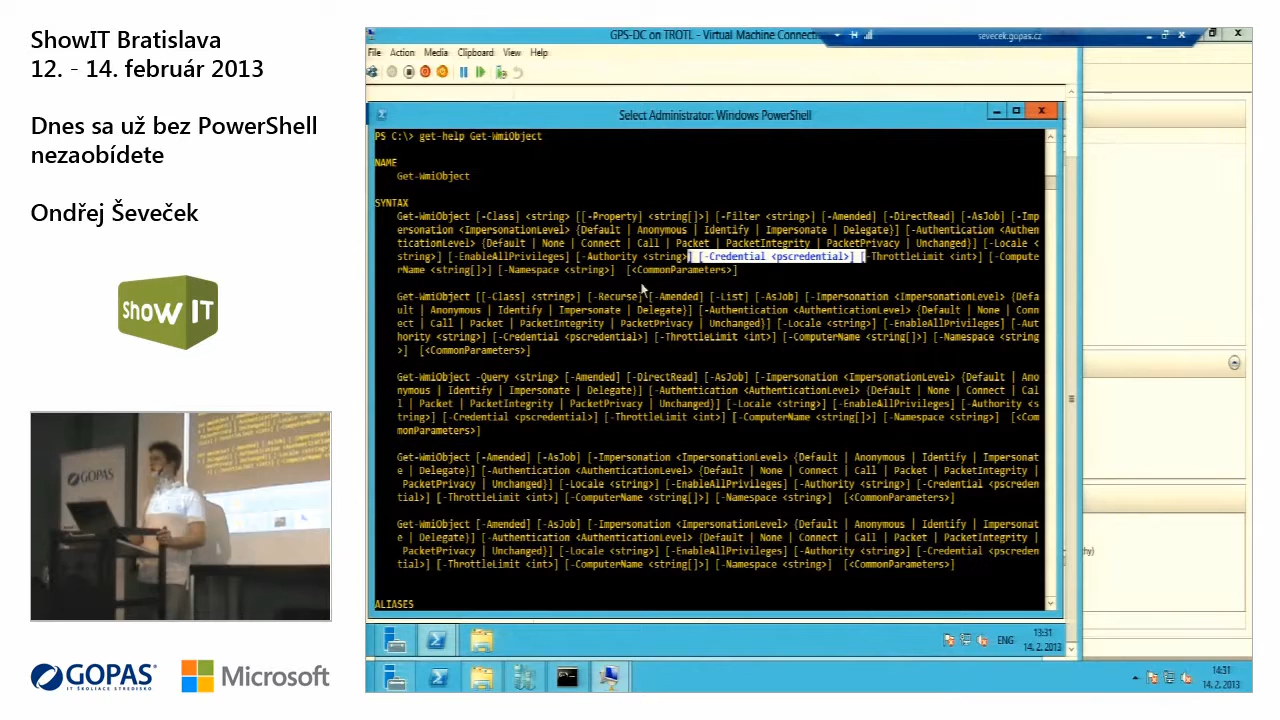 ShowIT Bratislava
12. - 14. február 2013
Dnes sa už bez PowerShell
nezaobídete
Ondřej Ševeček
Show IT
GOPAS
GOPAS
IT ŠKOLIACE STREDISKO
Microsoft
GPS-DC on TROTL - Virtual Machine Connecti
sevecek.gopas.cz
File Action Media Clipboard View Help
Select Administrator: Windows PowerShell
PS C:\> get-help Get-WmiObject
NAME
Get-WmiObject
SYNTAX
Get-WmiObject [-Class] <string> [[-Property] <string[]>] [-Filter <string>] [-Amended] [-DirectRead] [-AsJob] [-Imp
ersonation <ImpersonationLevel> {Default | Anonymous | Identify | Impersonate | Delegate}] [-Authentication <Authen
ticationLevel> {Default | None | Connect | Call | Packet | PacketIntegrity | PacketPrivacy | Unchanged}] [-Locale <
string>] [-EnableAllPrivileges] [-Authority <string>] [-Credential <pscredential>] [-ThrottleLimit <int>] [-Compute
rName <string[]>] [-Namespace <string>] [<CommonParameters>]
Get-WmiObject [[-Class] <string>] [-Recurse] [-Amended] [-List] [-AsJob] [-Impersonation <ImpersonationLevel> {Defa
ult | Anonymous | Identify | Impersonate | Delegate}] [-Authentication <AuthenticationLevel> {Default | None | Conn
ect | Call | Packet | PacketIntegrity | PacketPrivacy | Unchanged}] [-Locale <string>] [-EnableAllPrivileges] [-Aut
hority <string>] [-Credential <pscredential>] [-ThrottleLimit <int>] [-ComputerName <string[]>] [-Namespace <string
>] [<CommonParameters>]
Get-WmiObject -Query <string> [-Amended] [-DirectRead] [-AsJob] [-Impersonation <ImpersonationLevel> {Default | Ano
nymous | Identify | Impersonate | Delegate}] [-Authentication <AuthenticationLevel> {Default | None | Connect | Cal
l | Packet | PacketIntegrity | PacketPrivacy | Unchanged}] [-Locale <string>] [-EnableAllPrivileges] [-Authority <s
tring>] [-Credential <pscredential>] [-ThrottleLimit <int>] [-ComputerName <string[]>] [-Namespace <string>] [<Com
monParameters>]
Get-WmiObject [-Amended] [-AsJob] [-Impersonation <ImpersonationLevel> {Default | Anonymous | Identify | Impersonat
e | Delegate}] [-Authentication <AuthenticationLevel> {Default | None | Connect | Call | Packet | PacketIntegrity |
PacketPrivacy | Unchanged}] [-Locale <string>] [-EnableAllPrivileges] [-Authority <string>] [-Credential <pscreden
tial>] [-ThrottleLimit <int>] [-ComputerName <string[]>] [-Namespace <string>] [<CommonParameters>]
Get-WmiObject [-Amended] [-AsJob] [-Impersonation <ImpersonationLevel> {Default | Anonymous | Identify | Impersonat
e | Delegate}] [-Authentication <AuthenticationLevel> {Default | None | Connect | Call | Packet | PacketIntegrity |
PacketPrivacy | Unchanged}] [-Locale <string>] [-EnableAllPrivileges] [-Authority <string>] [-Credential <pscreden
tial>] [-ThrottleLimit <int>] [-ComputerName <string[]>] [-Namespace <string>] [<CommonParameters>]
ALIASES
hy)
ENG
13:31
14. 2. 2013
14:31
14. 2. 2013